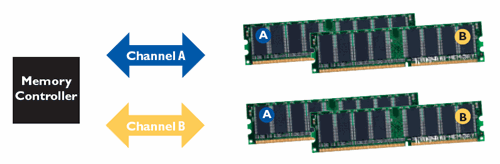 Memory
Controller
Channel A
Channel B
A
B
A
B